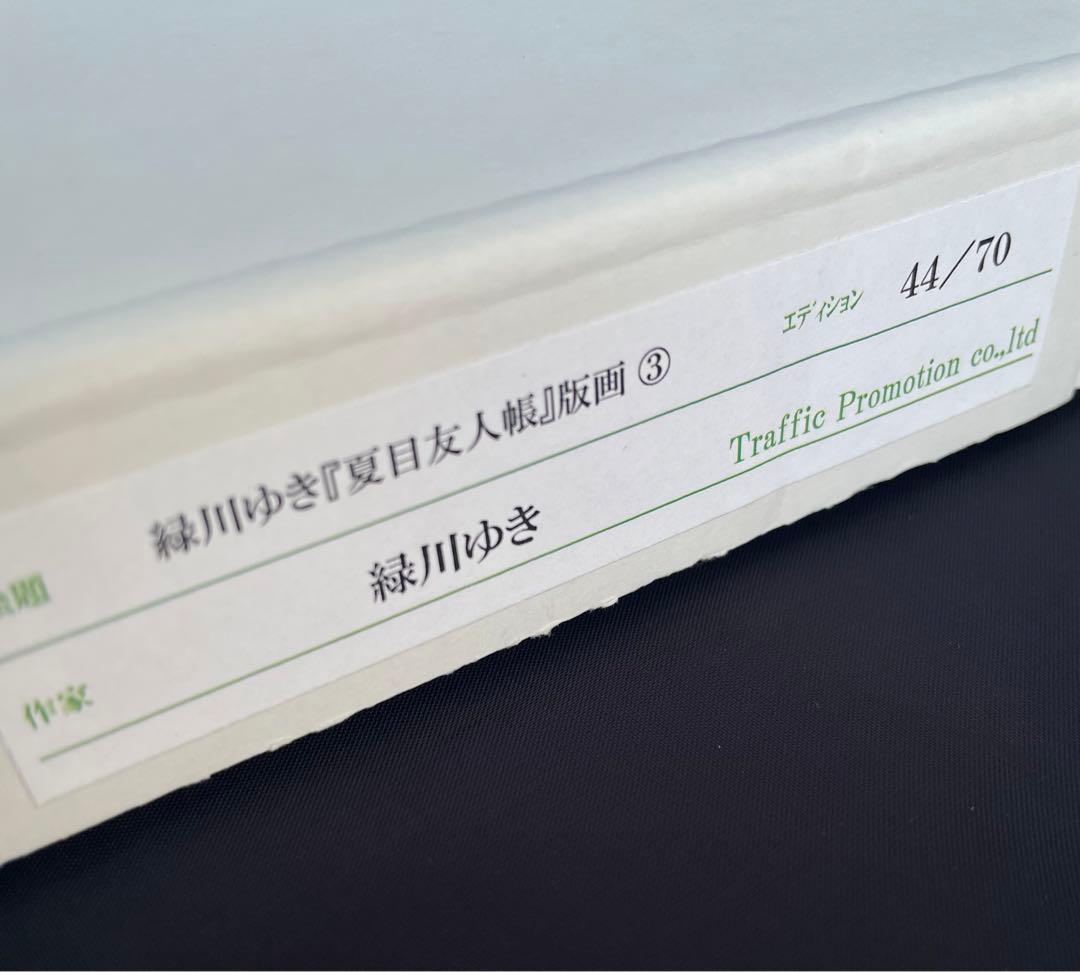 題 緑川ゆき『夏目友人帳』版画 ③ エディション 44/70
作家 緑川ゆき Traffic Promotion co.,ltd